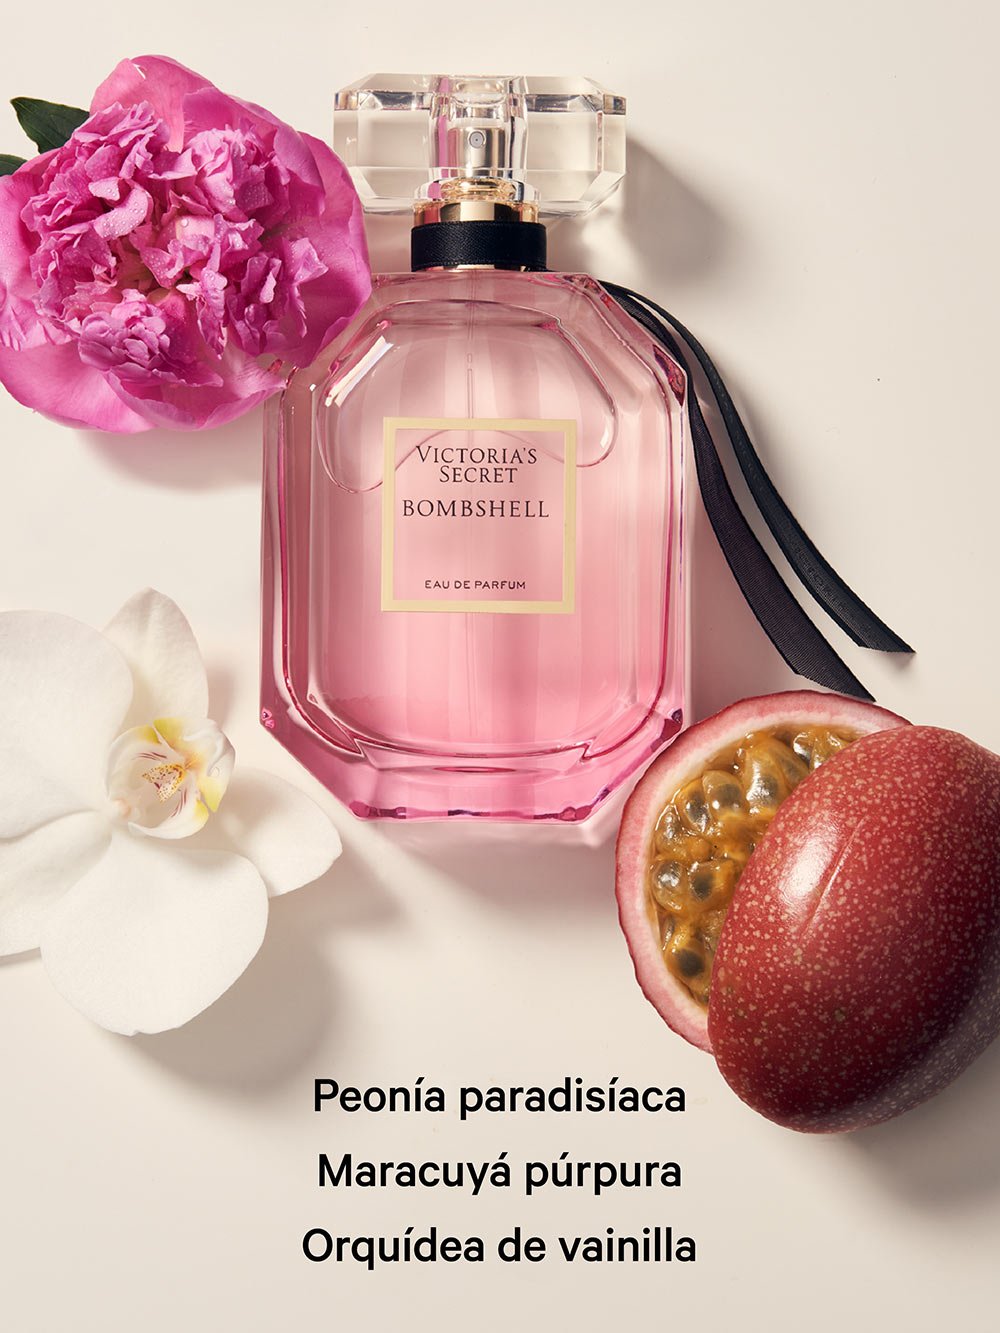 VICTORIA'S
SECRET
BOMBSHELL
EAU DE PARFUM
Peonía paradisíaca
Maracuyá púrpura
Orquídea de vainilla